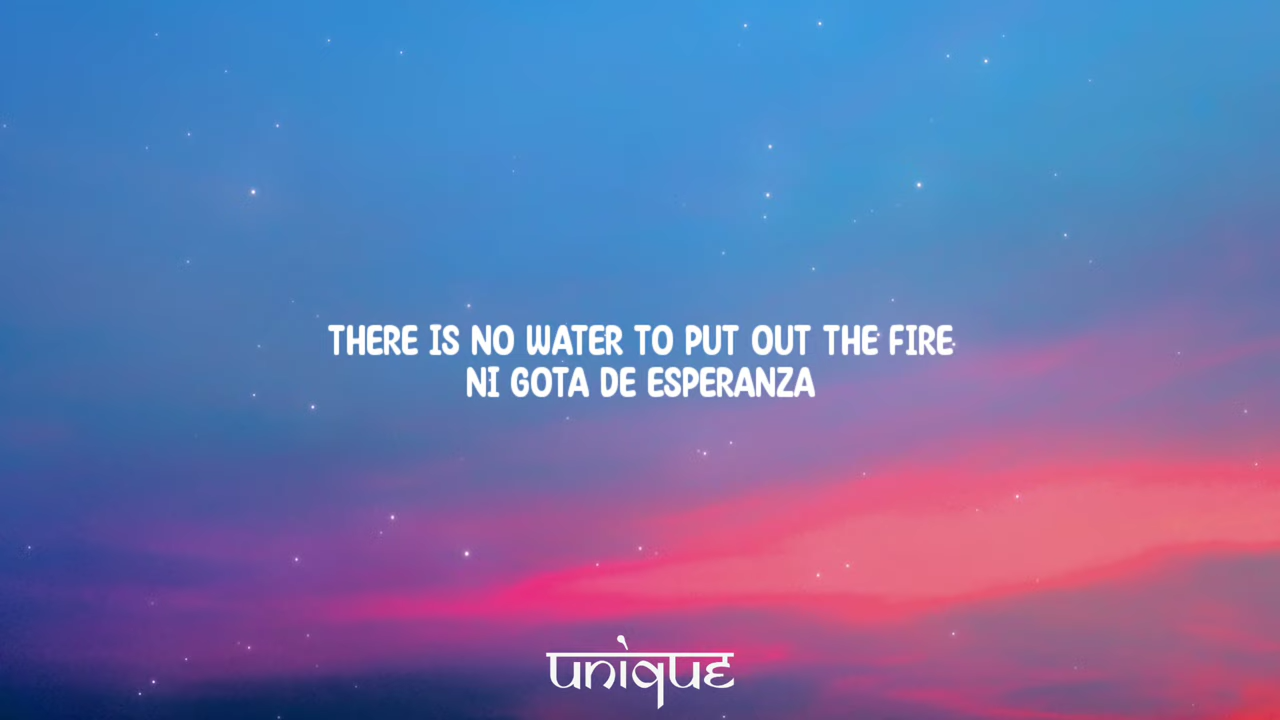 THERE IS NO WATER TO PUT OUT THE FIRE
NI GOTA DE ESPERANZA
unique